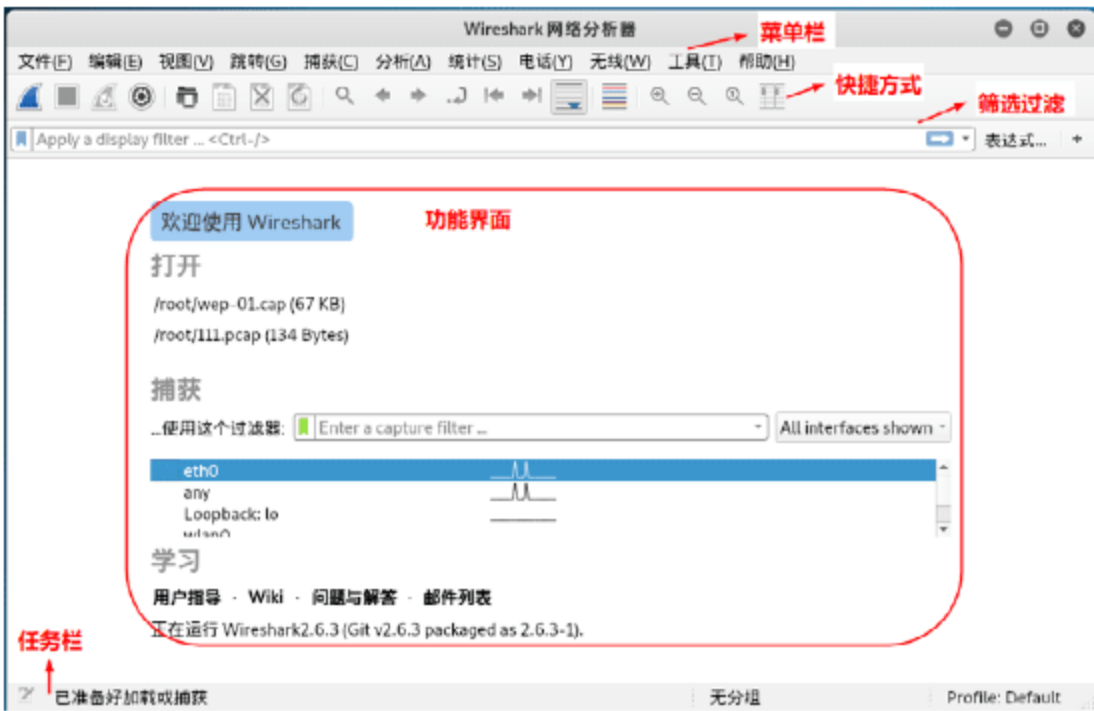 Wireshark 网络分析器
菜单栏
文件(F) 编辑(E) 视图(V) 跳转(G) 捕获(C) 分析(A) 统计(S) 电话(Y) 无线(W) 工具(T) 帮助(H)
快捷方式
筛选过滤
Apply a display filter ... <Ctrl-/>
表达式... +
欢迎使用 Wireshark
功能界面
打开
/root/wep-01.cap (67 KB)
/root/111.pcap (134 Bytes)
捕获
...使用这个过滤器: Enter a capture filter ... All interfaces shown
eth0
any
Loopback: lo
wlan0
学习
用户指导 · Wiki · 问题与解答 · 邮件列表
正在运行 Wireshark2.6.3 (Git v2.6.3 packaged as 2.6.3-1).
任务栏
已准备好加载或捕获 无分组 Profile: Default